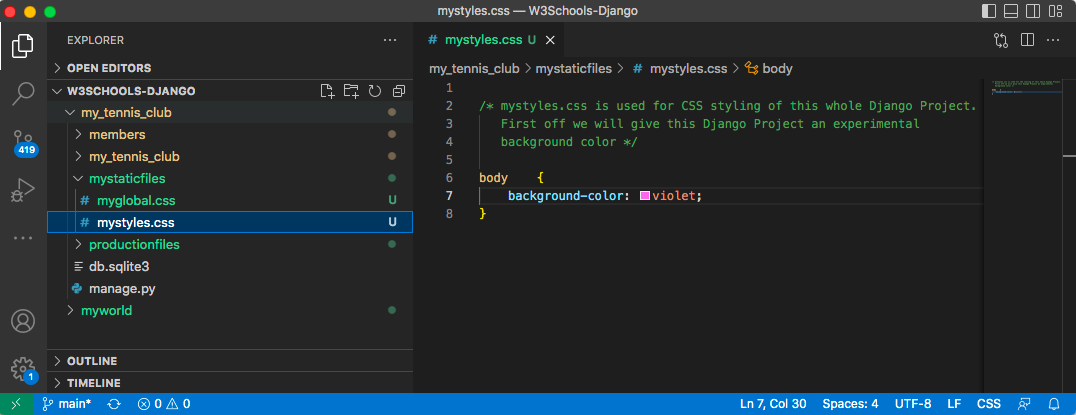 mystyles.css — W3Schools-Django
EXPLORER
OPEN EDITORS
W3SCHOOLS-DJANGO
my_tennis_club
members
my_tennis_club
mystaticfiles
# myglobal.css U
# mystyles.css U
productionfiles
db.sqlite3
manage.py
myworld
OUTLINE
TIMELINE
419
1
# mystyles.css U
my_tennis_club > mystaticfiles > # mystyles.css > body
1
2 /* mystyles.css is used for CSS styling of this whole Django Project.
3 First off we will give this Django Project an experimental
4 background color */
5
6 body {
7 background-color: violet;
8 }
main* 0 0 Ln 7, Col 30 Spaces: 4 UTF-8 LF CSS